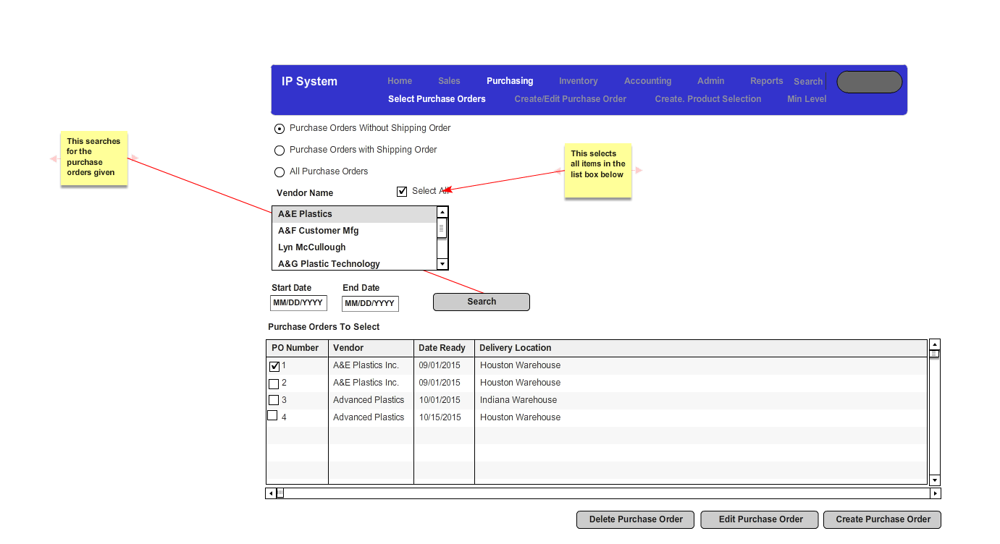 IP System
Home Sales Purchasing Inventory Accounting Admin Reports Search
Select Purchase Orders Create/Edit Purchase Order Create. Product Selection Min Level
Purchase Orders Without Shipping Order
This searches
for the
purchase
orders given
Purchase Orders with Shipping Order
This selects
all items in the
list box below
All Purchase Orders
Vendor Name
Select All
A&E Plastics
A&F Customer Mfg
Lyn McCullough
A&G Plastic Technology
Start Date End Date
MM/DD/YYYY MM/DD/YYYY Search
Purchase Orders To Select
PO Number Vendor Date Ready Delivery Location
1 A&E Plastics Inc. 09/01/2015 Houston Warehouse
2 A&E Plastics Inc. 09/01/2015 Houston Warehouse
3 Advanced Plastics 10/01/2015 Indiana Warehouse
4 Advanced Plastics 10/15/2015 Houston Warehouse
Delete Purchase Order Edit Purchase Order Create Purchase Order